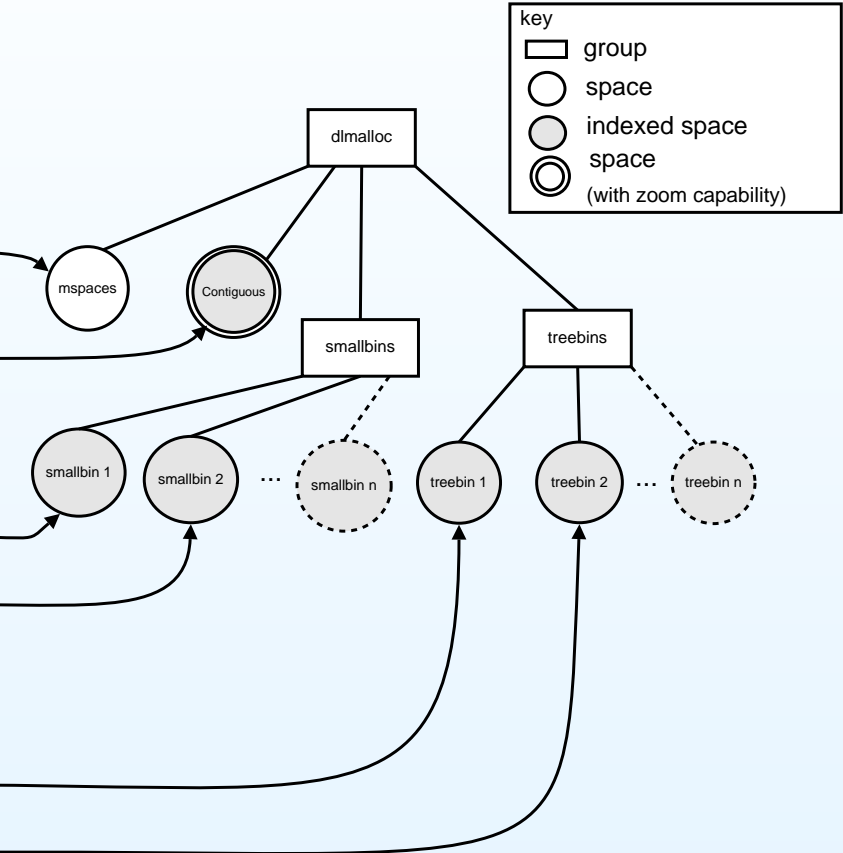 key
group
space
indexed space
space
(with zoom capability)
dlmalloc
mspaces
Contiguous
smallbins
treebins
smallbin 1
smallbin 2
...
smallbin n
treebin 1
treebin 2
...
treebin n